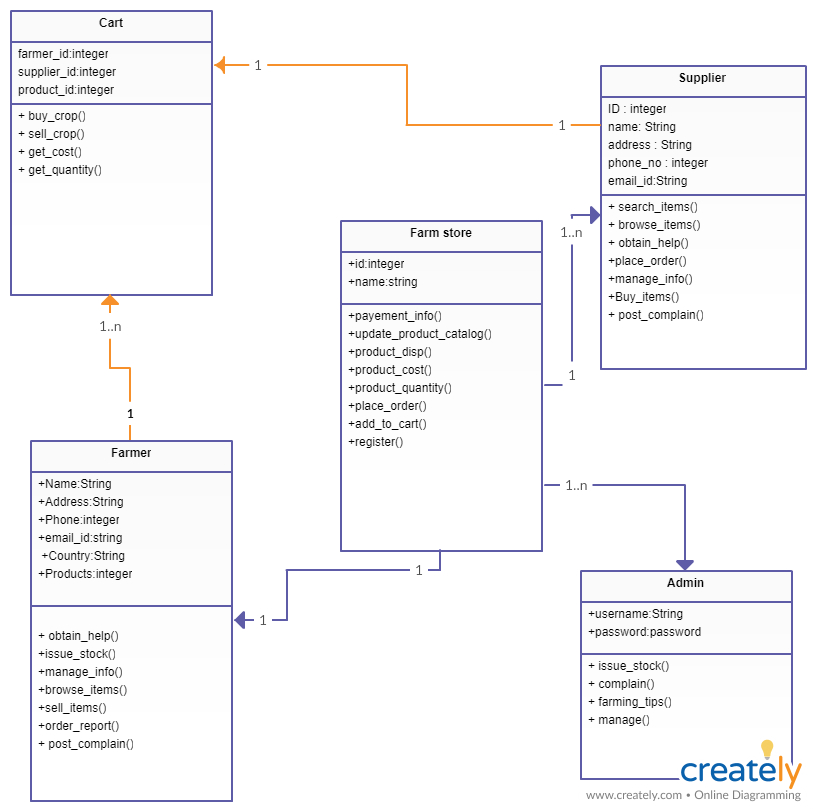 Cart
farmer_id:integer
supplier_id:integer
product_id:integer
+ buy_crop()
+ sell_crop()
+ get_cost()
+ get_quantity()
1
1
Supplier
ID : integer
name: String
address : String
phone_no : integer
email_id:String
+ search_items()
+ browse_items()
+ obtain_help()
+place_order()
+manage_info()
+Buy_items()
+ post_complain()
1..n
1
Farm store
+id:integer
+name:string
+payement_info()
+update_product_catalog()
+product_disp()
+product_cost()
+product_quantity()
+place_order()
+add_to_cart()
+register()
1..n
1
Farmer
+Name:String
+Address:String
+Phone:integer
+email_id:string
+Country:String
+Products:integer
+ obtain_help()
+issue_stock()
+manage_info()
+browse_items()
+sell_items()
+order_report()
+ post_complain()
1
1
1..n
Admin
+username:String
+password:password
+ issue_stock()
+ complain()
+ farming_tips()
+ manage()
creately
www.creately.com • Online Diagramming